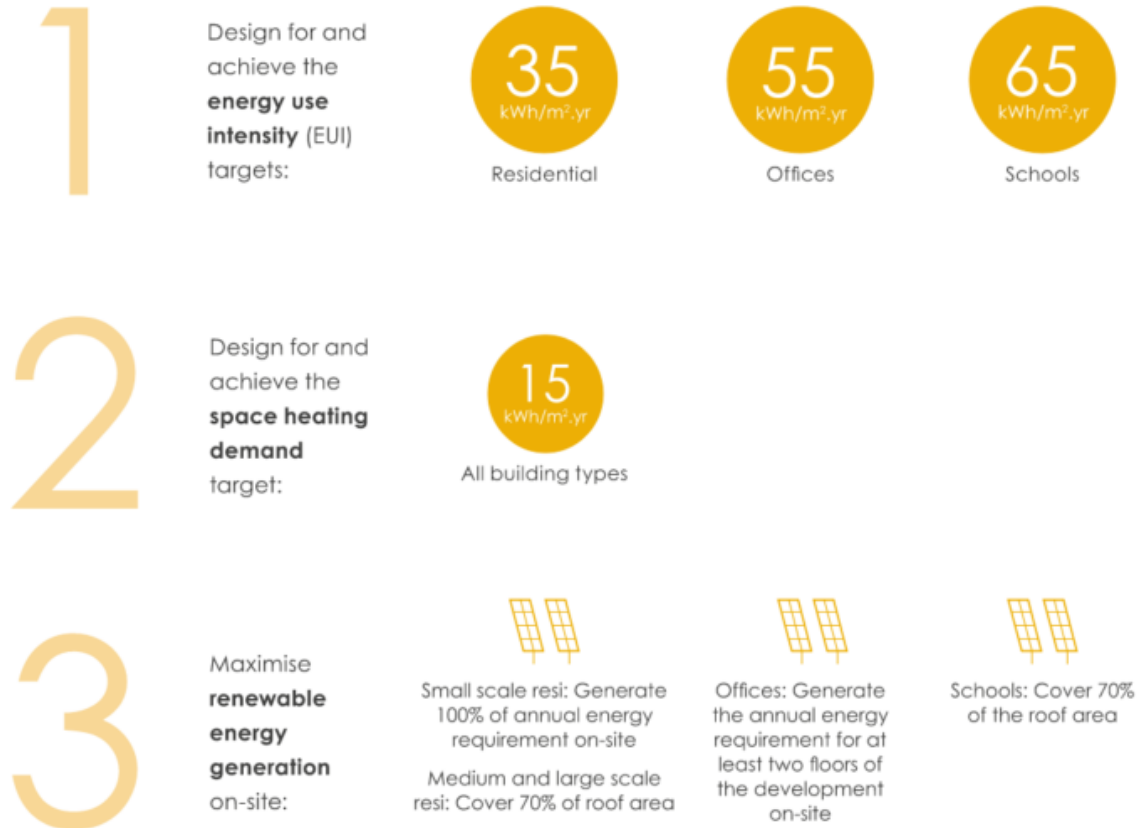 1
Design for and
achieve the
energy use
intensity (EUI)
targets:
35
kWh/m².yr
Residential
55
kWh/m².yr
Offices
65
kWh/m².yr
Schools
2
Design for and
achieve the
space heating
demand
target:
15
kWh/m².yr
All building types
3
Maximise
renewable
energy
generation
on-site:
Small scale resi: Generate
100% of annual energy
requirement on-site
Medium and large scale
resi: Cover 70% of roof area
Offices: Generate
the annual energy
requirement for at
least two floors of
the development
on-site
Schools: Cover 70%
of the roof area